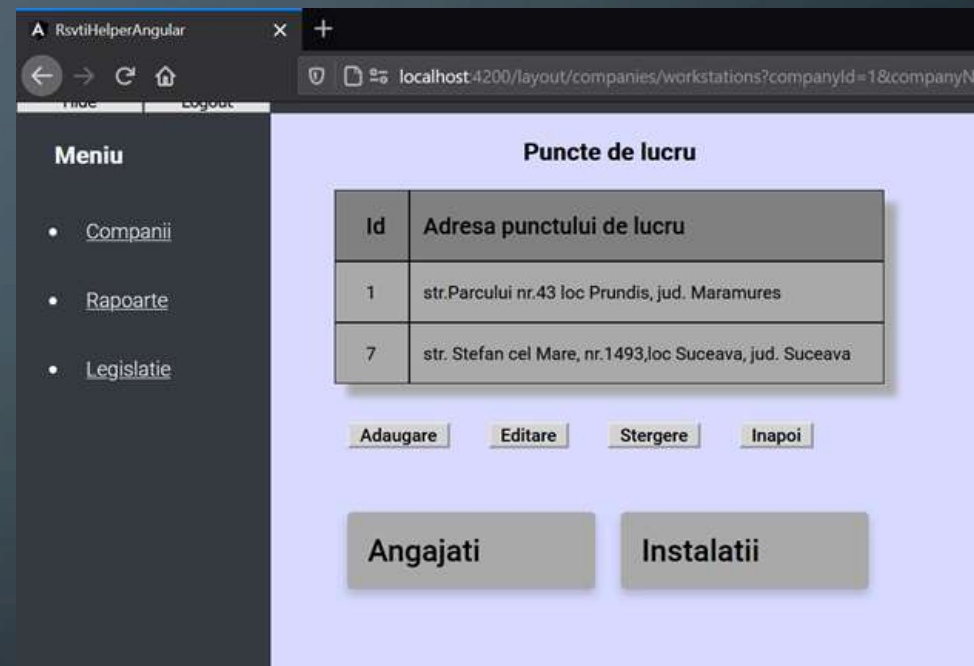 RsvtiHelperAngular
localhost:4200/layout/companies/workstations?companyId=1&companyN
Hide Logout
Meniu
Companii
Rapoarte
Legislatie
Puncte de lucru
Id Adresa punctului de lucru
1 str.Parcului nr.43 loc Prundis, jud. Maramures
7 str. Stefan cel Mare, nr.1493,loc Suceava, jud. Suceava
Adaugare Editare Stergere Inapoi
Angajati Instalatii